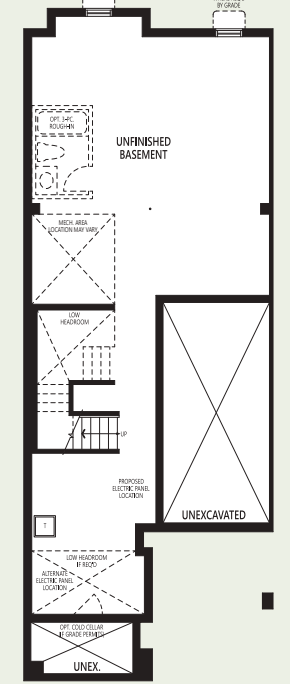 BY GRADE
OPT. 3-PC.
ROUGH-IN
UNFINISHED
BASEMENT
MECH. AREA
LOCATION MAY VARY
LOW
HEADROOM
UP
PROPOSED
ELECTRIC PANEL
LOCATION
UNEXCAVATED
T
LOW HEADROOM
IF REQ'D
ALTERNATE
ELECTRIC PANEL
LOCATION
OPT. COLD CELLAR
(IF GRADE PERMITS)
UNEX.